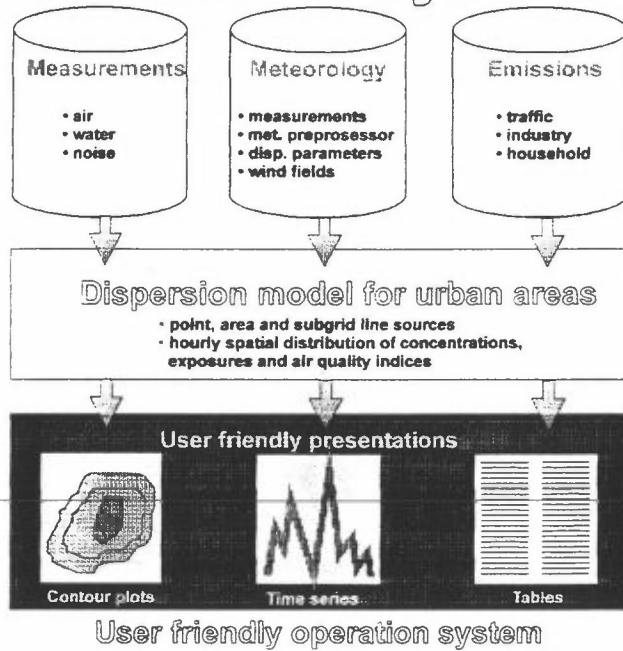 Measurements
• air
• water
• noise
Meteorology
• measurements
• met. preprosessor
• disp. parameters
• wind fields
Emissions
• traffic
• industry
• household
Dispersion model for urban areas
• point, area and subgrid line sources
• hourly spatial distribution of concentrations,
exposures and air quality indices
User friendly presentations
Contour plots
Time series
Tables
User friendly operation system